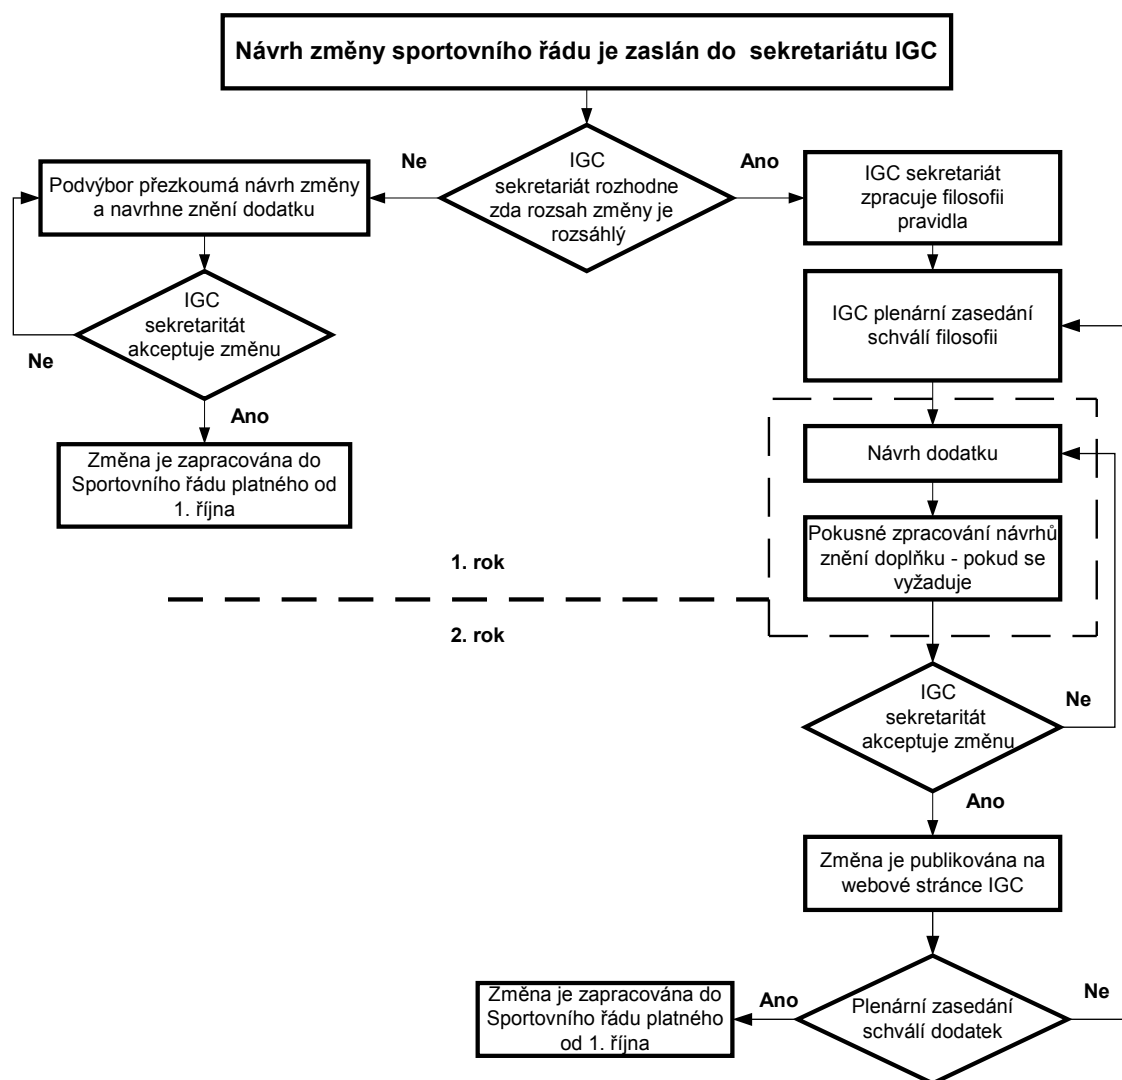 Návrh změny sportovního řádu je zaslán do sekretariátu IGC
Ne
IGC
sekretariát rozhodne
zda rozsah změny je
rozsáhlý
Ano
Podvýbor přezkoumá návrh změny
a navrhne znění dodatku
IGC sekretariát
zpracuje filosofii
pravidla
IGC
sekretaritát
akceptuje změnu
Ne
Ano
IGC plenární zasedání
schválí filosofii
Změna je zapracována do
Sportovního řádu platného od
1. října
Návrh dodatku
Pokusné zpracování návrhů
znění doplňku - pokud se
vyžaduje
1. rok
2. rok
IGC
sekretaritát
akceptuje změnu
Ne
Ano
Změna je publikována na
webové stránce IGC
Změna je zapracována do
Sportovního řádu platného
od 1. října
Ano
Plenární zasedání
schválí dodatek
Ne